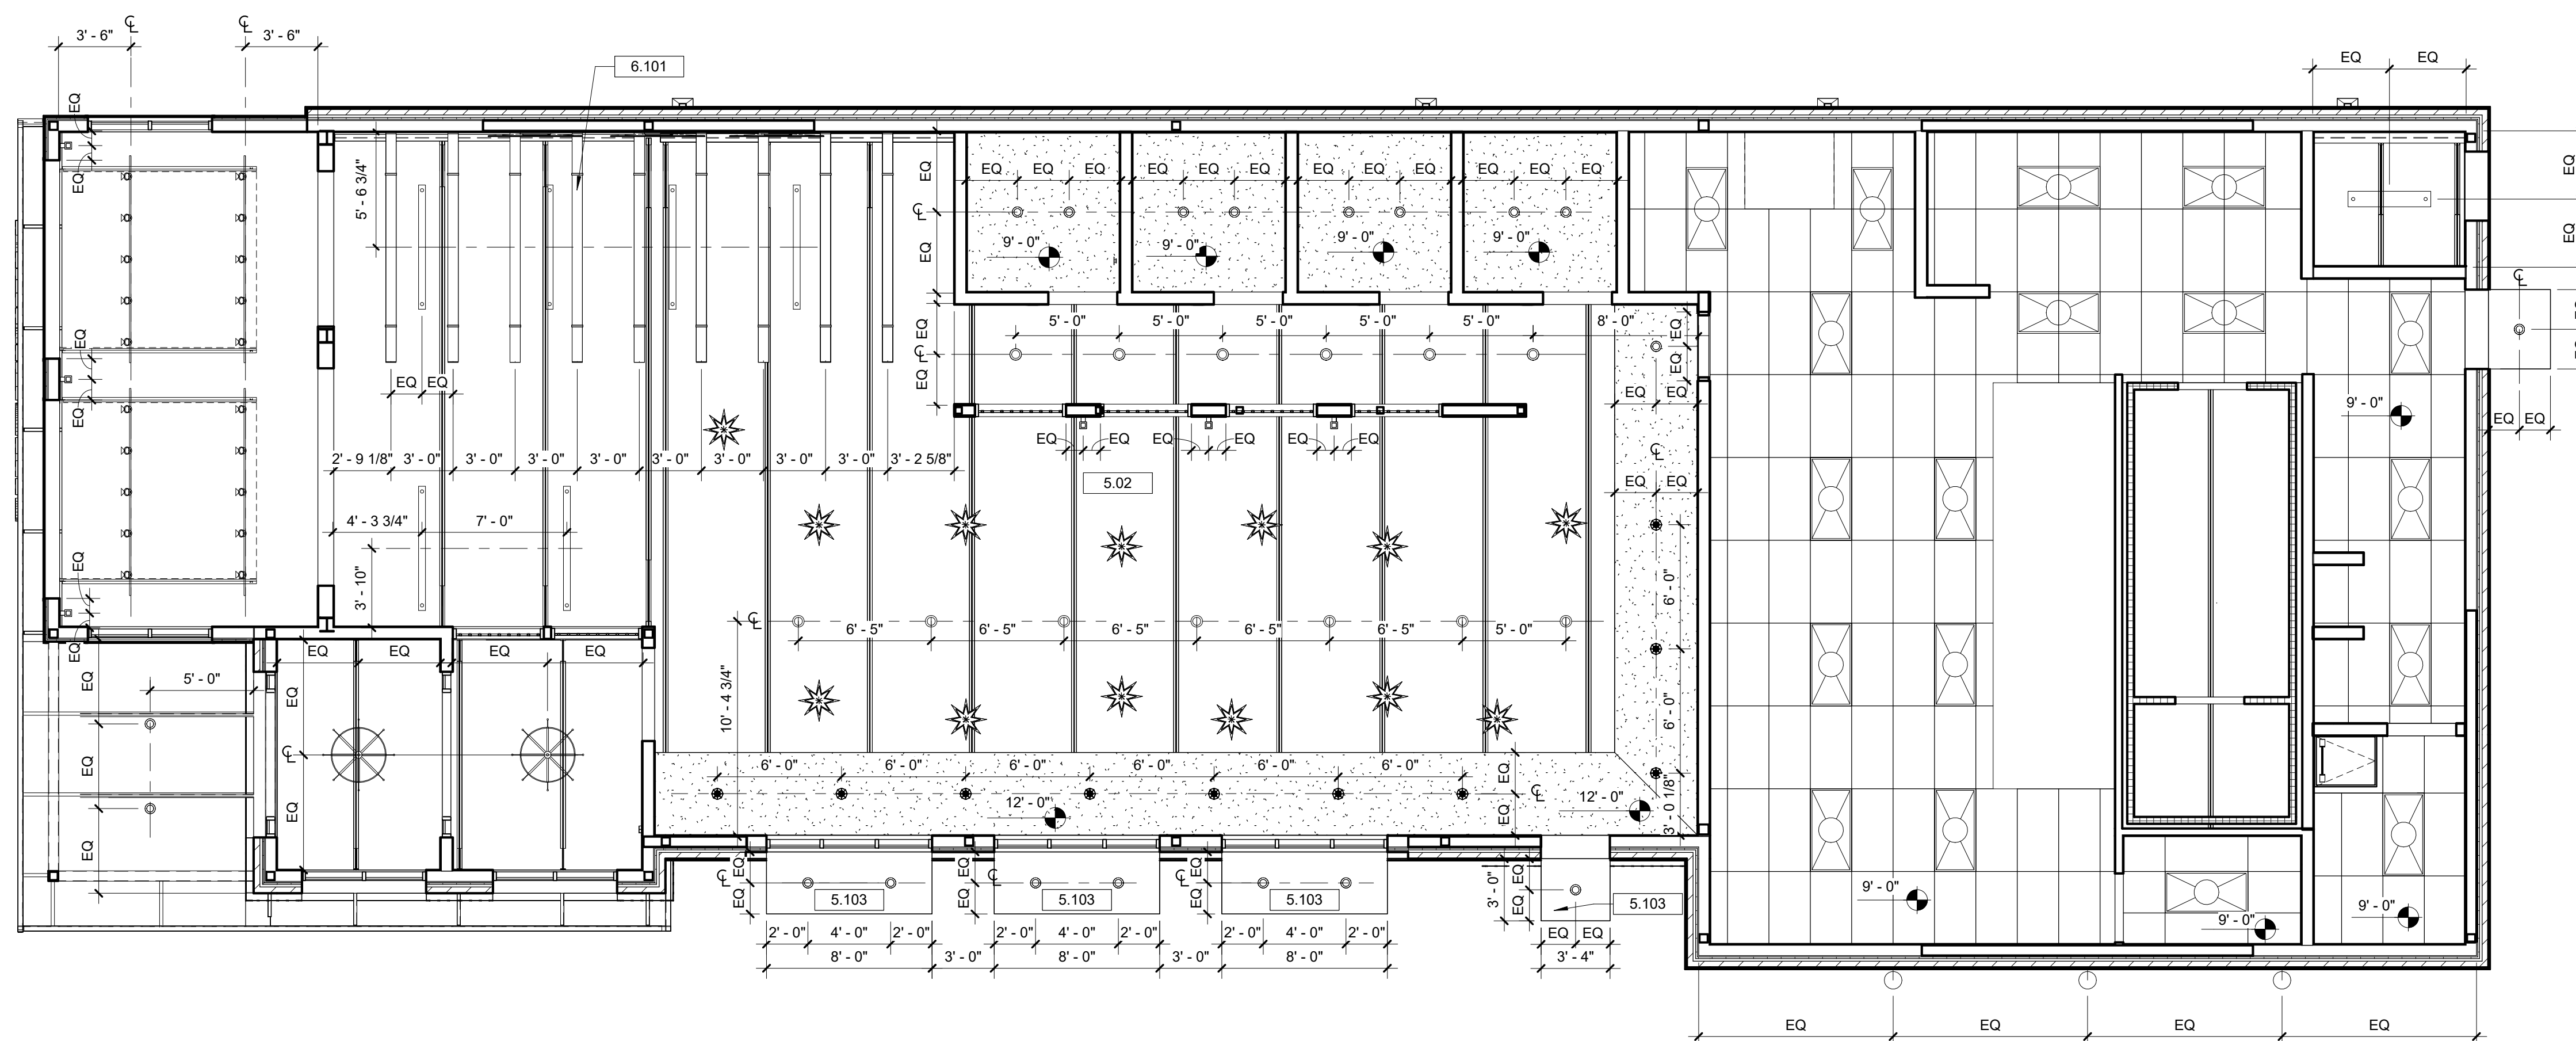 ℄ ℄
3' - 6" 3' - 6"
6.101
EQ EQ
EQ
EQ
5' - 6 3/4"
EQ EQ EQ EQ EQ EQ EQ EQ EQ EQ EQ EQ EQ
EQ
℄
EQ
9' - 0" 9' - 0" 9' - 0" 9' - 0"
EQ
EQ
℄
5' - 0" 5' - 0" 5' - 0" 5' - 0" 5' - 0" 8' - 0"
EQ
EQ
EQ
EQ
EQ
℄
EQ
EQ EQ
EQ EQ
EQ EQ
9' - 0"
EQ EQ
EQ EQ EQ EQ EQ EQ
℄
2' - 9 1/8" 3' - 0" 3' - 0" 3' - 0" 3' - 0" 3' - 0" 3' - 0" 3' - 0" 3' - 0" 3' - 2 5/8"
5.02
EQ EQ
4' - 3 3/4" 7' - 0"
EQ
EQ
3' - 10"
6' - 0"
℄
6' - 5" 6' - 5" 6' - 5" 6' - 5" 6' - 5" 5' - 0"
EQ
EQ EQ EQ EQ
5' - 0"
EQ
EQ
10' - 4 3/4"
6' - 0"
℄
EQ
EQ
6' - 0" 6' - 0" 6' - 0" 6' - 0" 6' - 0" 6' - 0"
EQ
EQ
℄
12' - 0" 12' - 0"
3' - 0 1/8"
EQ
EQ EQ EQ
℄ ℄ ℄
EQ EQ EQ
5.103 5.103 5.103
3' - 0"
EQ
EQ
5.103
9' - 0" 9' - 0" 9' - 0"
2' - 0" 4' - 0" 2' - 0" 2' - 0" 4' - 0" 2' - 0" 2' - 0" 4' - 0" 2' - 0" EQ EQ
8' - 0" 3' - 0" 8' - 0" 3' - 0" 8' - 0" 3' - 4"
EQ EQ EQ EQ